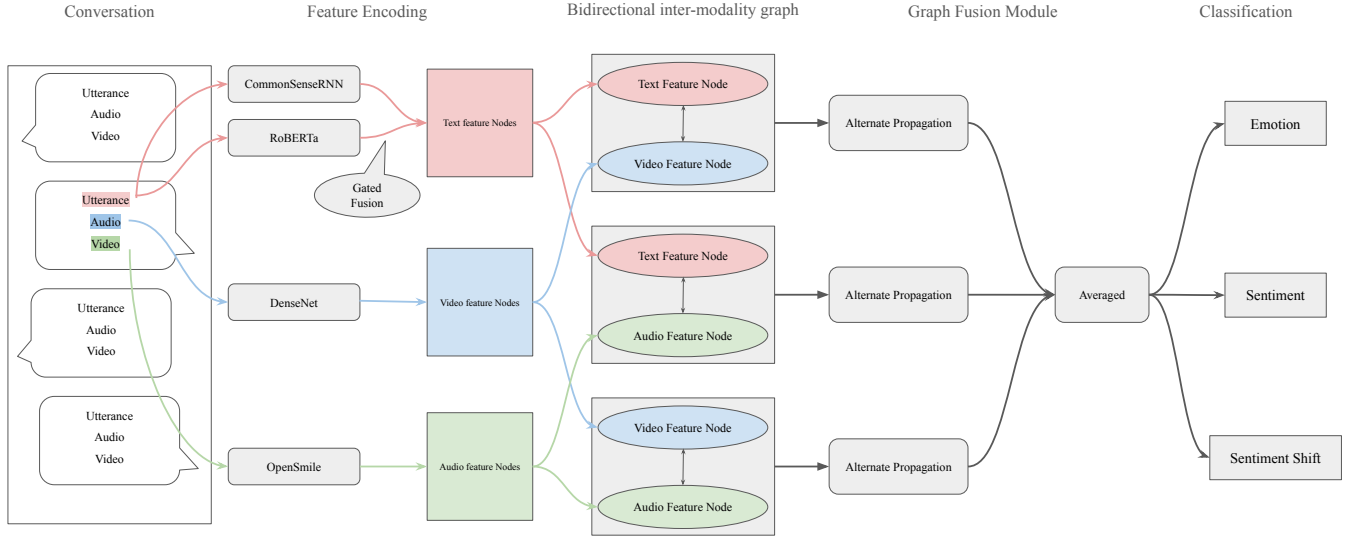 Conversation
Feature Encoding
Bidirectional inter-modality graph
Graph Fusion Module
Classification
Utterance
Audio
Video
Utterance
Audio
Video
Utterance
Audio
Video
Utterance
Audio
Video
CommonSenseRNN
RoBERTa
Gated
Fusion
DenseNet
OpenSmile
Text feature Nodes
Video feature Nodes
Audio feature Nodes
Text Feature Node
Video Feature Node
Text Feature Node
Audio Feature Node
Video Feature Node
Audio Feature Node
Alternate Propagation
Alternate Propagation
Alternate Propagation
Averaged
Emotion
Sentiment
Sentiment Shift